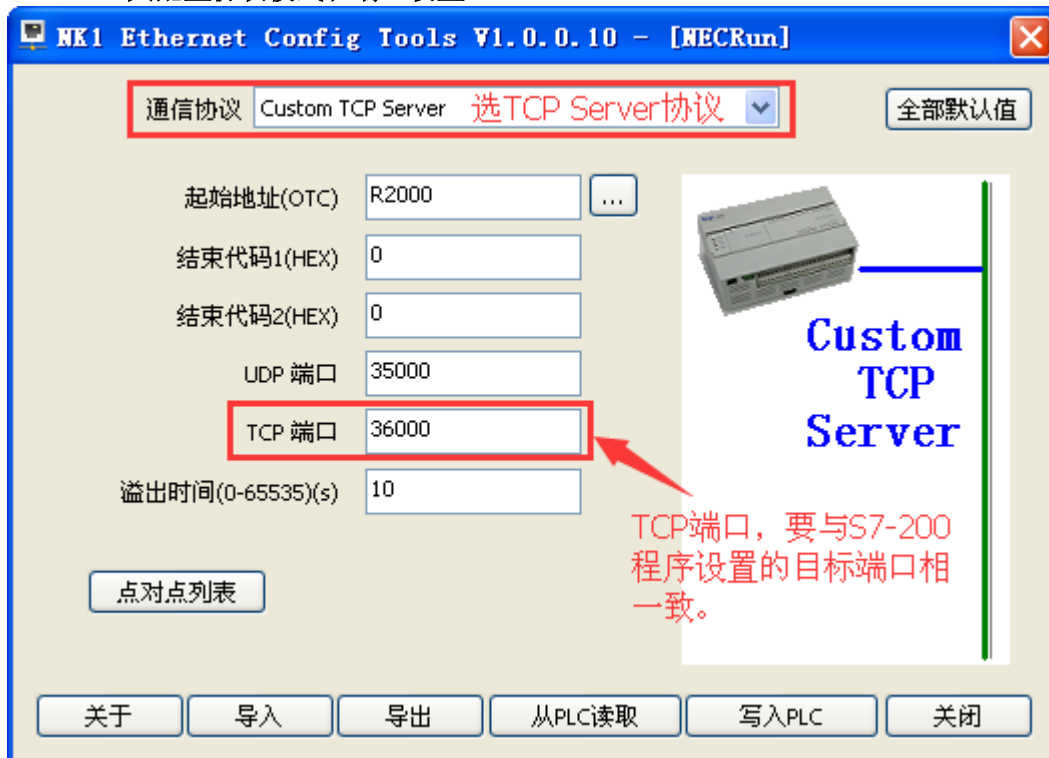 NK1 Ethernet Config Tools V1.0.0.10 - [NECRun]
通信协议 Custom TCP Server 选TCP Server协议 全部默认值
起始地址(OTC) R2000 ...
结束代码1(HEX) 0
结束代码2(HEX) 0
UDP 端口 35000
TCP 端口 36000
溢出时间(0-65535)(s) 10
Custom
TCP
Server
TCP端口，要与S7-200
程序设置的目标端口相
一致。
点对点列表
关于 导入 导出 从PLC读取 写入PLC 关闭